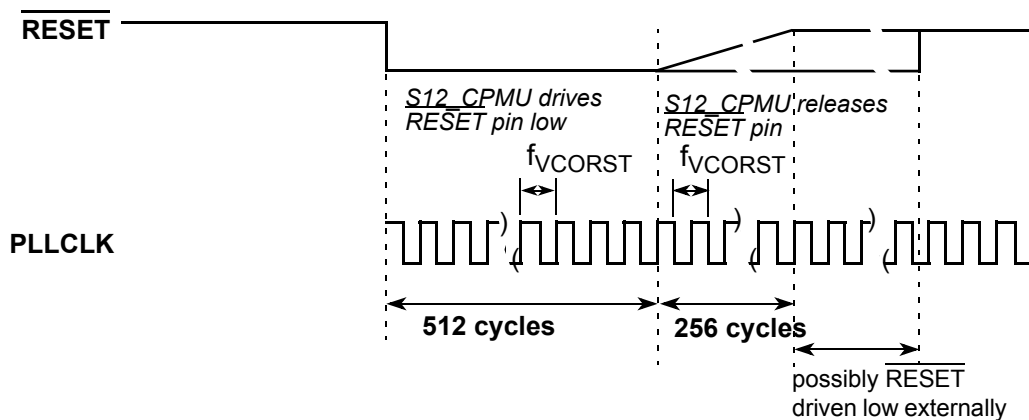 RESET
S12_CPMU drives
RESET pin low
S12_CPMU releases
RESET pin
fVCORST
fVCORST
PLLCLK
) ( ) ( ) (
512 cycles
256 cycles
possibly RESET
driven low externally